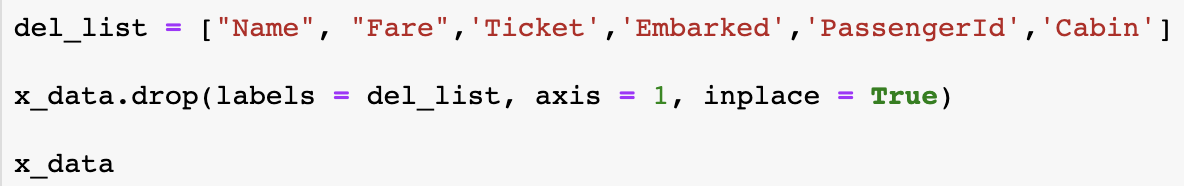 del_list = ["Name", "Fare",'Ticket','Embarked','PassengerId','Cabin']
x_data.drop(labels = del_list, axis = 1, inplace = True)
x_data